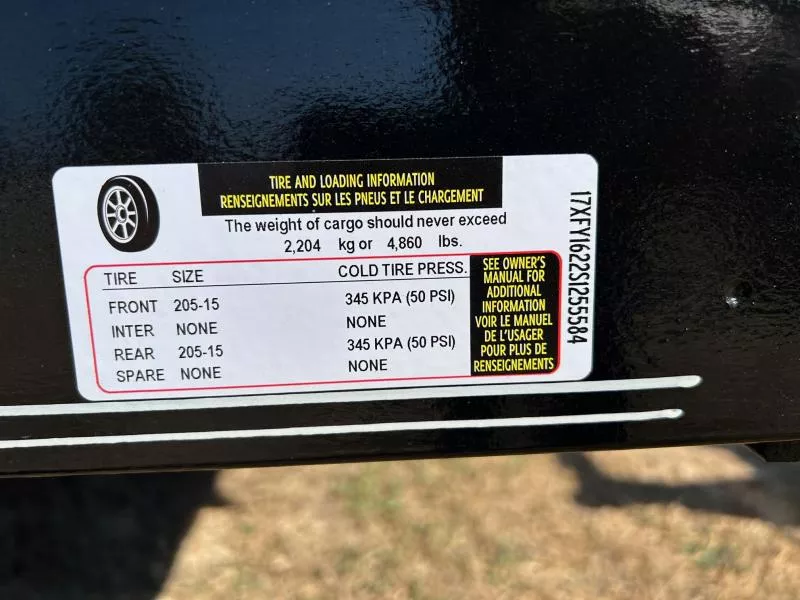 TIRE AND LOADING INFORMATION
RENSEIGNEMENTS SUR LES PNEUS ET LE CHARGEMENT
The weight of cargo should never exceed
2,204 kg or 4,860 lbs.
TIRE SIZE COLD TIRE PRESS.
FRONT 205-15 345 KPA (50 PSI)
INTER NONE NONE
REAR 205-15 345 KPA (50 PSI)
SPARE NONE NONE
SEE OWNER'S
MANUAL FOR
ADDITIONAL
INFORMATION
VOIR LE MANUEL
DE L'USAGER
POUR PLUS DE
RENSEIGNEMENTS
17XFY1622S1255584